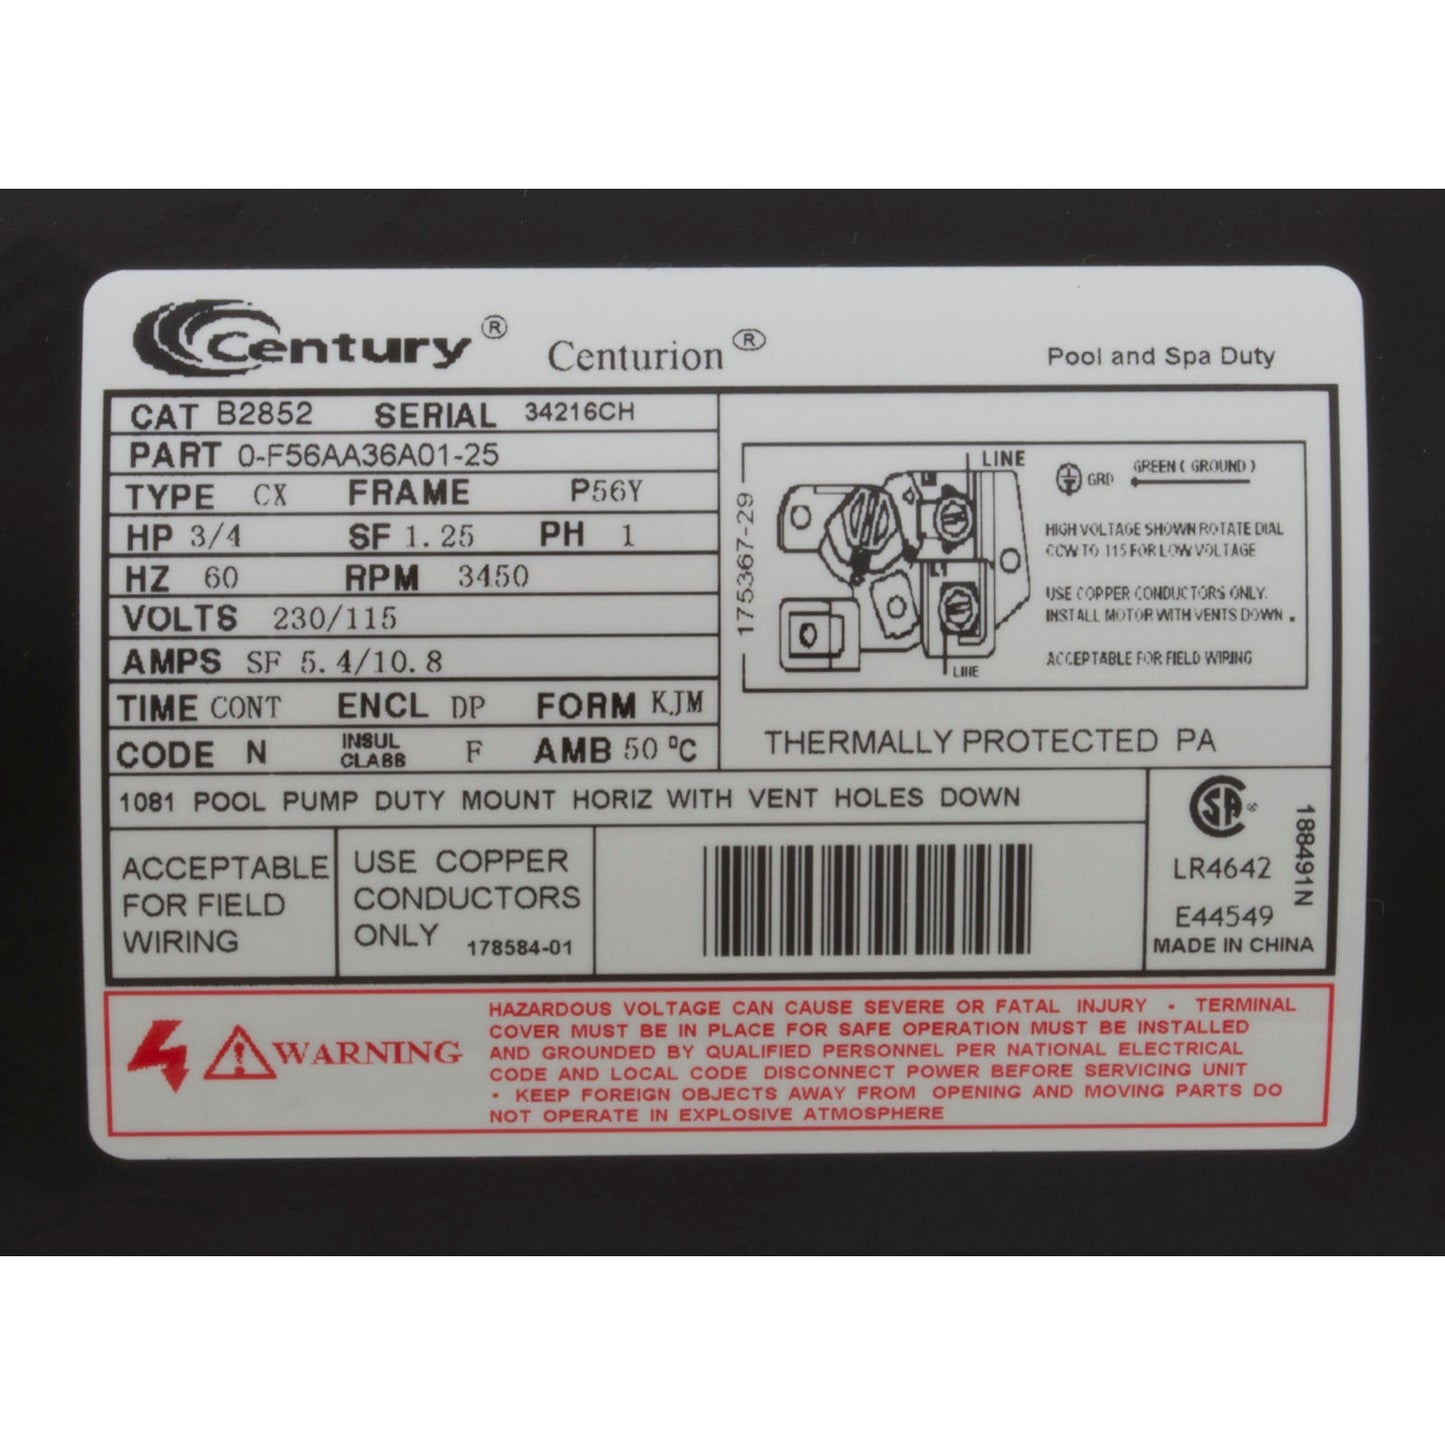 Century® Centurion® Pool and Spa Duty
CAT B2852 SERIAL 34216CH
PART 0-F56AA36A01-25
TYPE CX FRAME P56Y
HP 3/4 SF 1.25 PH 1
HZ 60 RPM 3450
VOLTS 230/115
AMPS SF 5.4/10.8
TIME CONT ENCL DP FORM KJM
CODE N INSUL CLASS F AMB 50 °C
175367-29
LINE
L1
LINE
GRD GREEN ( GROUND )
HIGH VOLTAGE SHOWN ROTATE DIAL
CCW TO 115 FOR LOW VOLTAGE
USE COPPER CONDUCTORS ONLY.
INSTALL MOTOR WITH VENTS DOWN .
ACCEPTABLE FOR FIELD WIRING
THERMALLY PROTECTED PA
1081 POOL PUMP DUTY MOUNT HORIZ WITH VENT HOLES DOWN
ACCEPTABLE
FOR FIELD
WIRING
USE COPPER
CONDUCTORS
ONLY 178584-01
SA®
LR4642
E44549
MADE IN CHINA
188491N
WARNING
HAZARDOUS VOLTAGE CAN CAUSE SEVERE OR FATAL INJURY - TERMINAL
COVER MUST BE IN PLACE FOR SAFE OPERATION MUST BE INSTALLED
AND GROUNDED BY QUALIFIED PERSONNEL PER NATIONAL ELECTRICAL
CODE AND LOCAL CODE DISCONNECT POWER BEFORE SERVICING UNIT
- KEEP FOREIGN OBJECTS AWAY FROM OPENING AND MOVING PARTS DO
NOT OPERATE IN EXPLOSIVE ATMOSPHERE